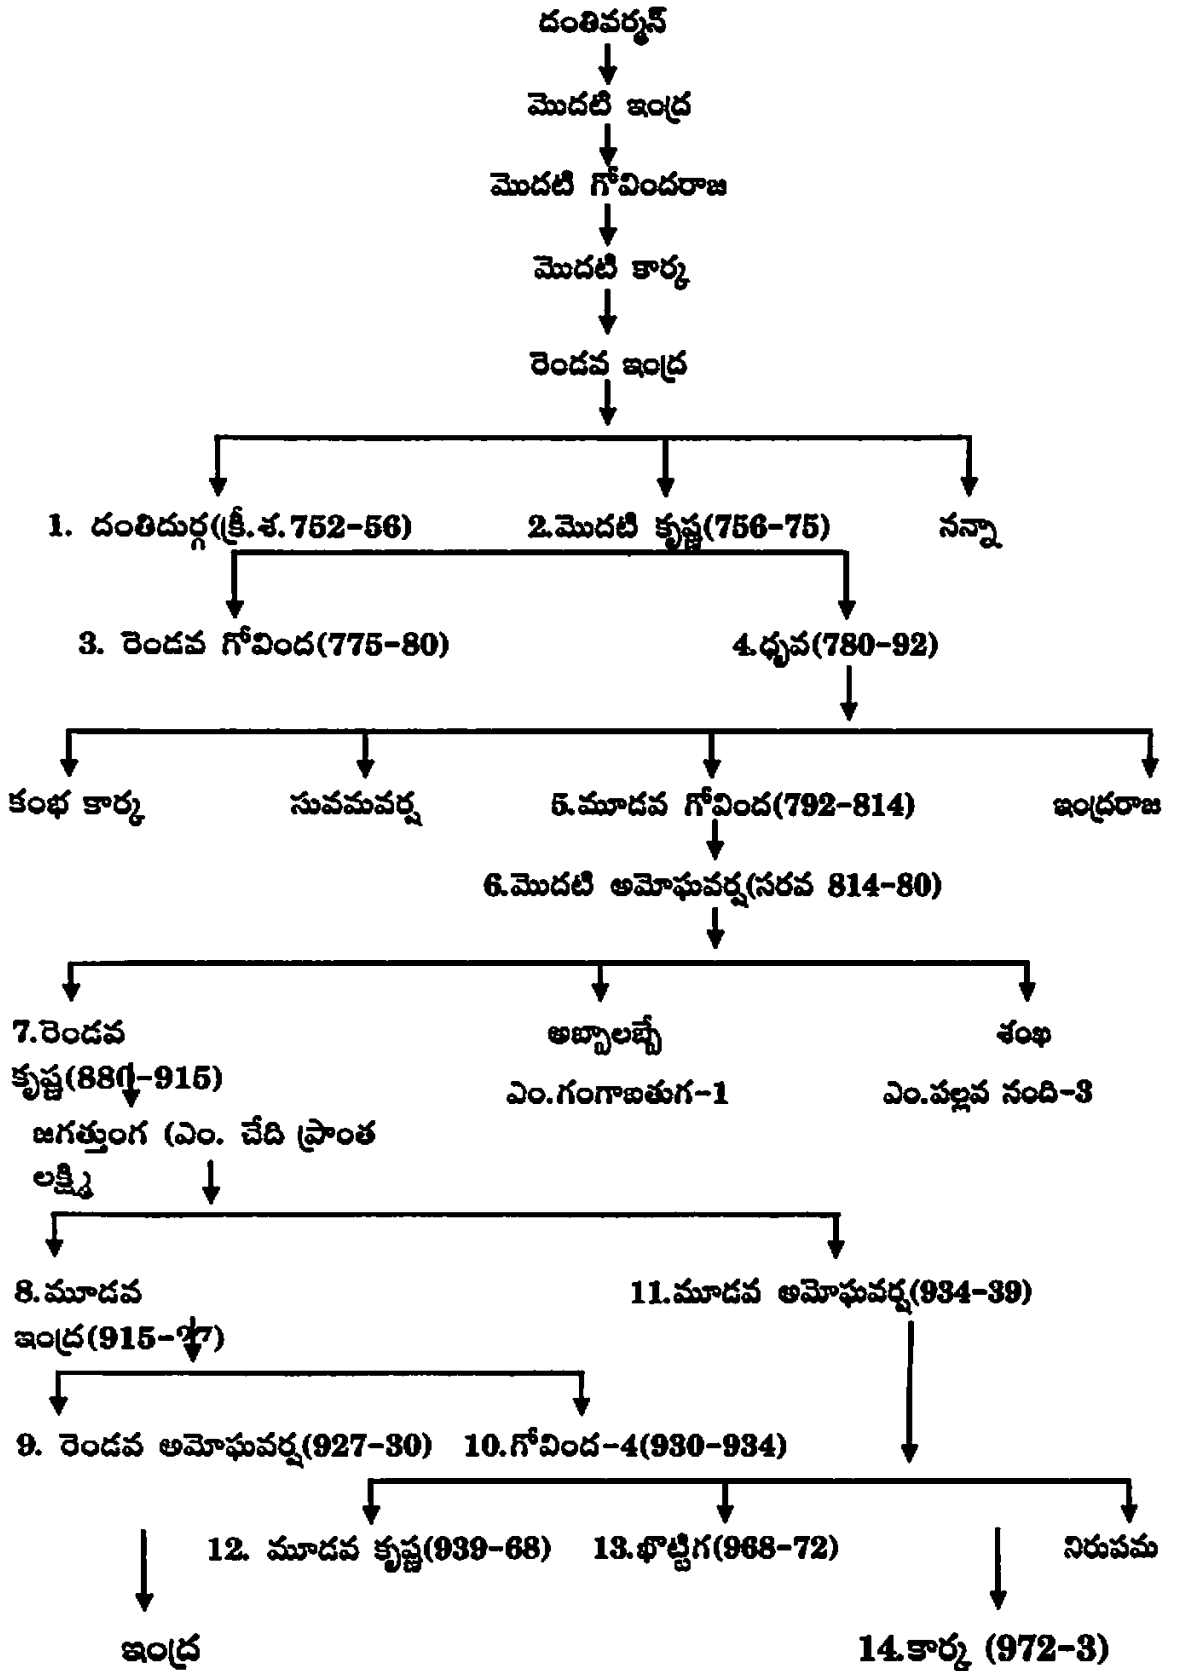 దంతివర్మన్
మొదటి ఇంద్ర
మొదటి గోవిందరాజ
మొదటి కార్క
రెండవ ఇంద్ర
1. దంతిదుర్గ(క్రీ.శ.752-56) 2.మొదటి కృష్ణ(756-75) నన్నా
3. రెండవ గోవింద(775-80) 4.ధృవ(780-92)
కంభ కార్క సువమవర్ష 5.మూడవ గోవింద(792-814) ఇంద్రరాజ
6.మొదటి అమోఘవర్ష(సరవ 814-80)
7.రెండవ అబ్బాలబ్బే శంఖ
కృష్ణ(880-915) ఎం.గంగాబతుగ-1 ఎం.పల్లవ నంది-3
జగత్తుంగ (ఎం. చేది ప్రాంత
లక్ష్మి
8.మూడవ 11.మూడవ అమోఘవర్ష(934-39)
ఇంద్ర(915-27)
9. రెండవ అమోఘవర్ష(927-30) 10.గోవింద-4(930-934)
12. మూడవ కృష్ణ(939-68) 13.ఖొట్టిగ(968-72) నిరుపమ
ఇంద్ర 14.కార్క (972-3)